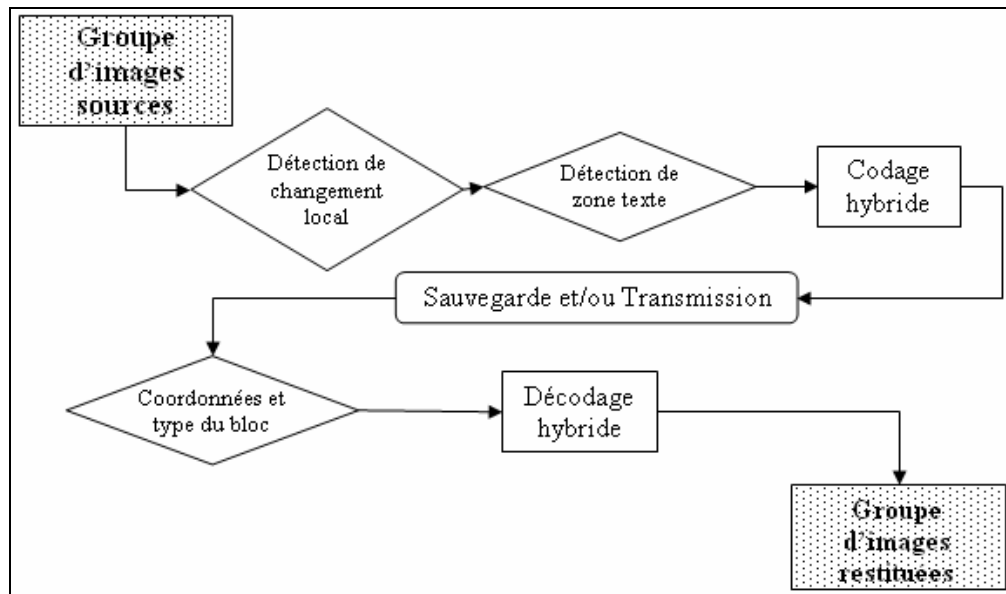 Groupe
d'images
sources
Détection de
changement
local
Détection de
zone texte
Codage
hybride
Sauvegarde et/ou Transmission
Coordonnées et
type du bloc
Décodage
hybride
Groupe
d'images
restituées